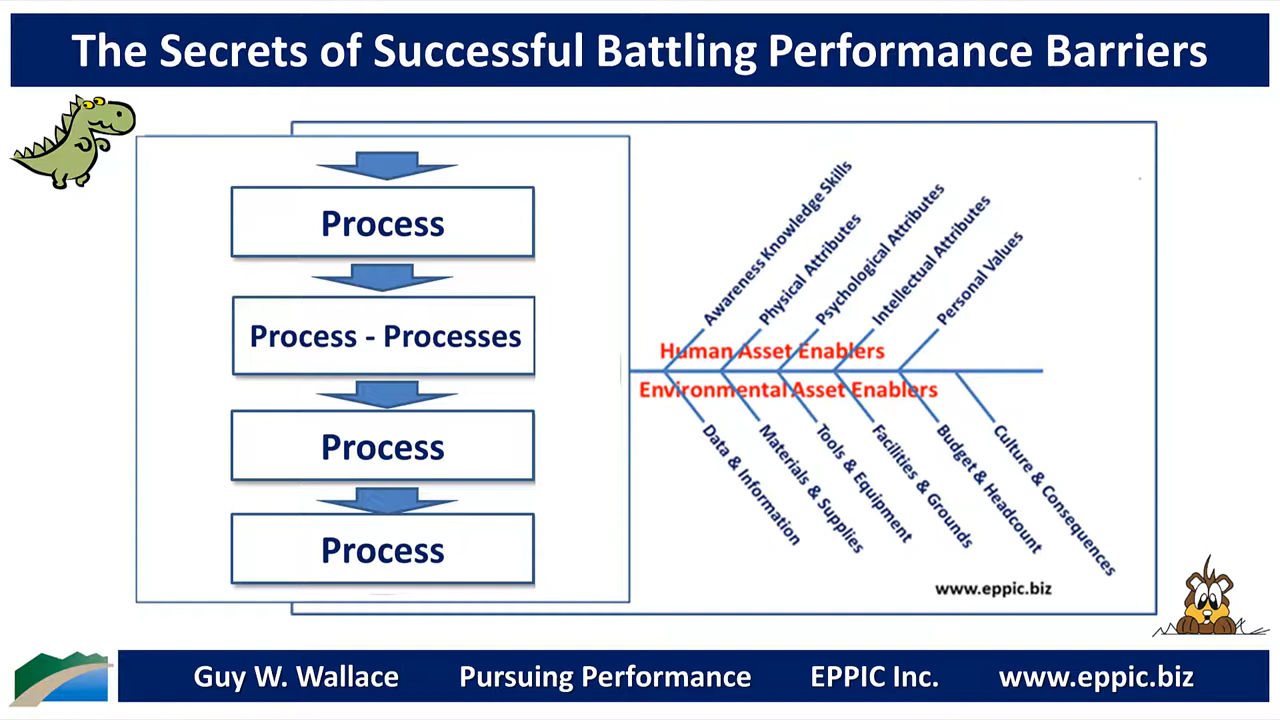 The Secrets of Successful Battling Performance Barriers
Process
Process - Processes
Process
Process
Awareness Knowledge Skills
Physical Attributes
Psychological Attributes
Intellectual Attributes
Personal Values
Human Asset Enablers
Environmental Asset Enablers
Data & Information
Materials & Supplies
Tools & Equipment
Facilities & Grounds
Budget & Headcount
Culture & Consequences
www.eppic.biz
Guy W. Wallace Pursuing Performance EPPIC Inc. www.eppic.biz